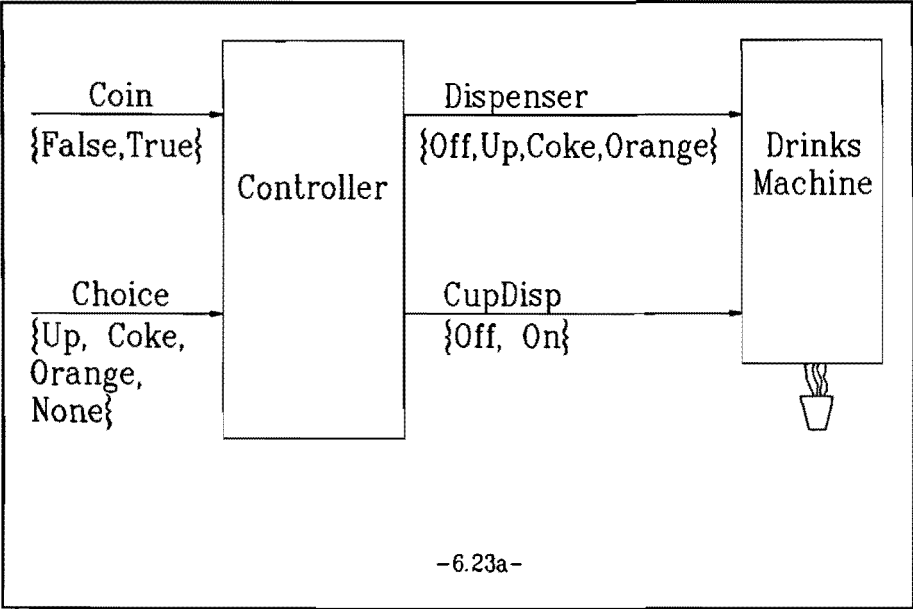 Coin
{False,True}
Controller
Choice
{Up, Coke,
Orange,
None}
Dispenser
{Off,Up,Coke,Orange}
CupDisp
{Off, On}
Drinks
Machine
-6.23a-